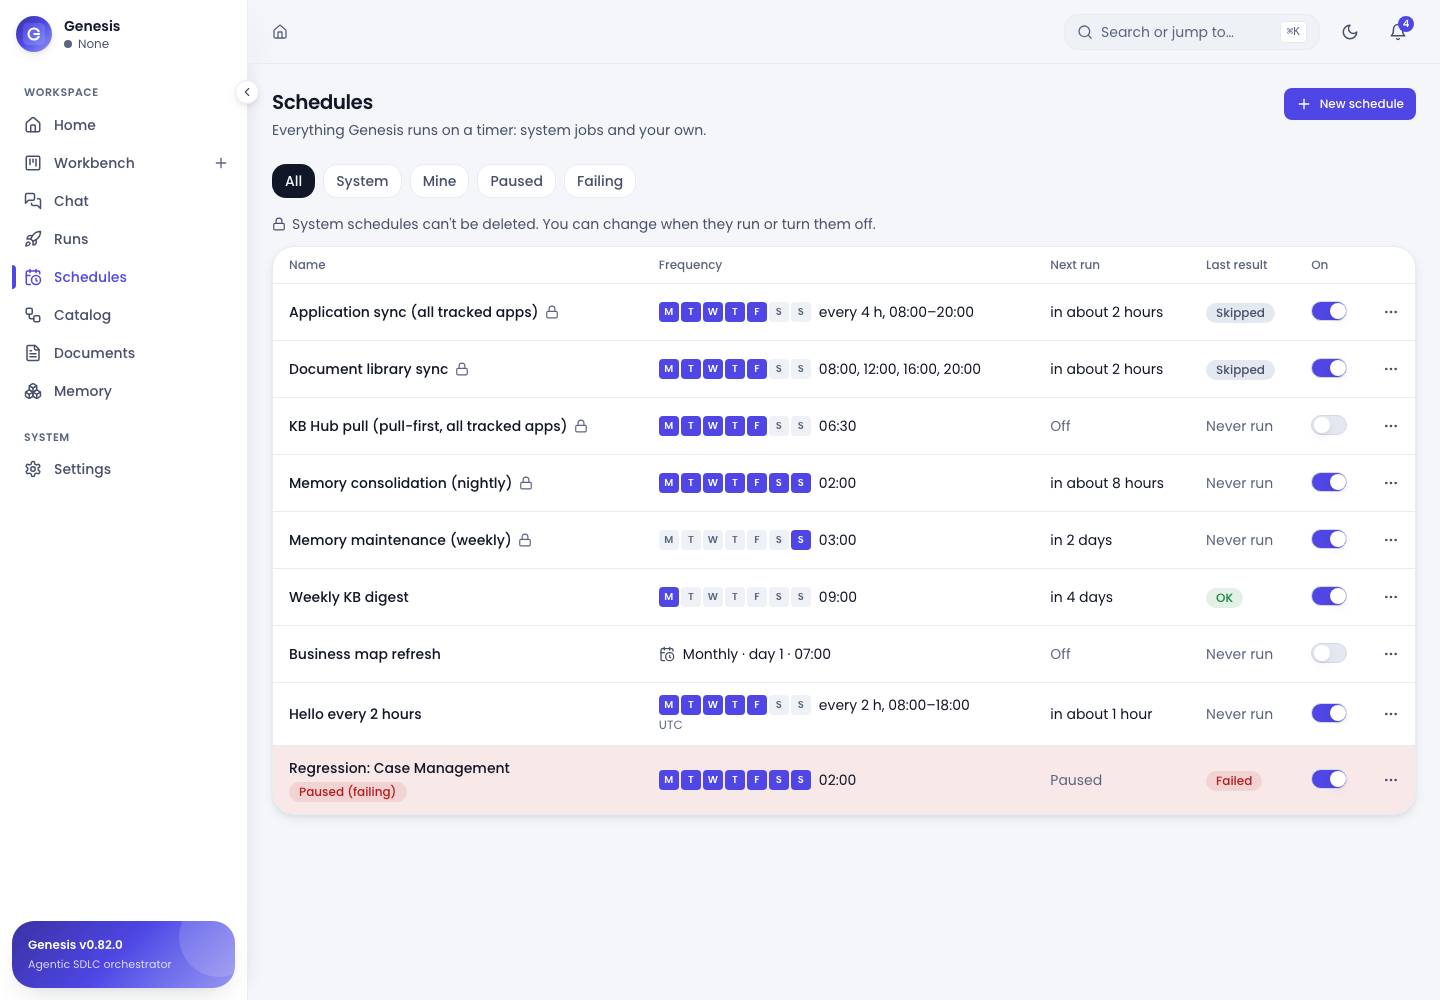 Genesis
None
Search or jump to...
⌘K
4
WORKSPACE
Home
Workbench
Chat
Runs
Schedules
Catalog
Documents
Memory
SYSTEM
Settings
Genesis v0.82.0
Agentic SDLC orchestrator
Schedules
New schedule
Everything Genesis runs on a timer: system jobs and your own.
All System Mine Paused Failing
System schedules can't be deleted. You can change when they run or turn them off.
Name Frequency Next run Last result On
Application sync (all tracked apps) M T W T F S S every 4 h, 08:00–20:00 in about 2 hours Skipped
Document library sync M T W T F S S 08:00, 12:00, 16:00, 20:00 in about 2 hours Skipped
KB Hub pull (pull-first, all tracked apps) M T W T F S S 06:30 Off Never run
Memory consolidation (nightly) M T W T F S S 02:00 in about 8 hours Never run
Memory maintenance (weekly) M T W T F S S 03:00 in 2 days Never run
Weekly KB digest M T W T F S S 09:00 in 4 days OK
Business map refresh Monthly · day 1 · 07:00 Off Never run
Hello every 2 hours M T W T F S S every 2 h, 08:00–18:00 in about 1 hour Never run
UTC
Regression: Case Management M T W T F S S 02:00 Paused Failed
Paused (failing)